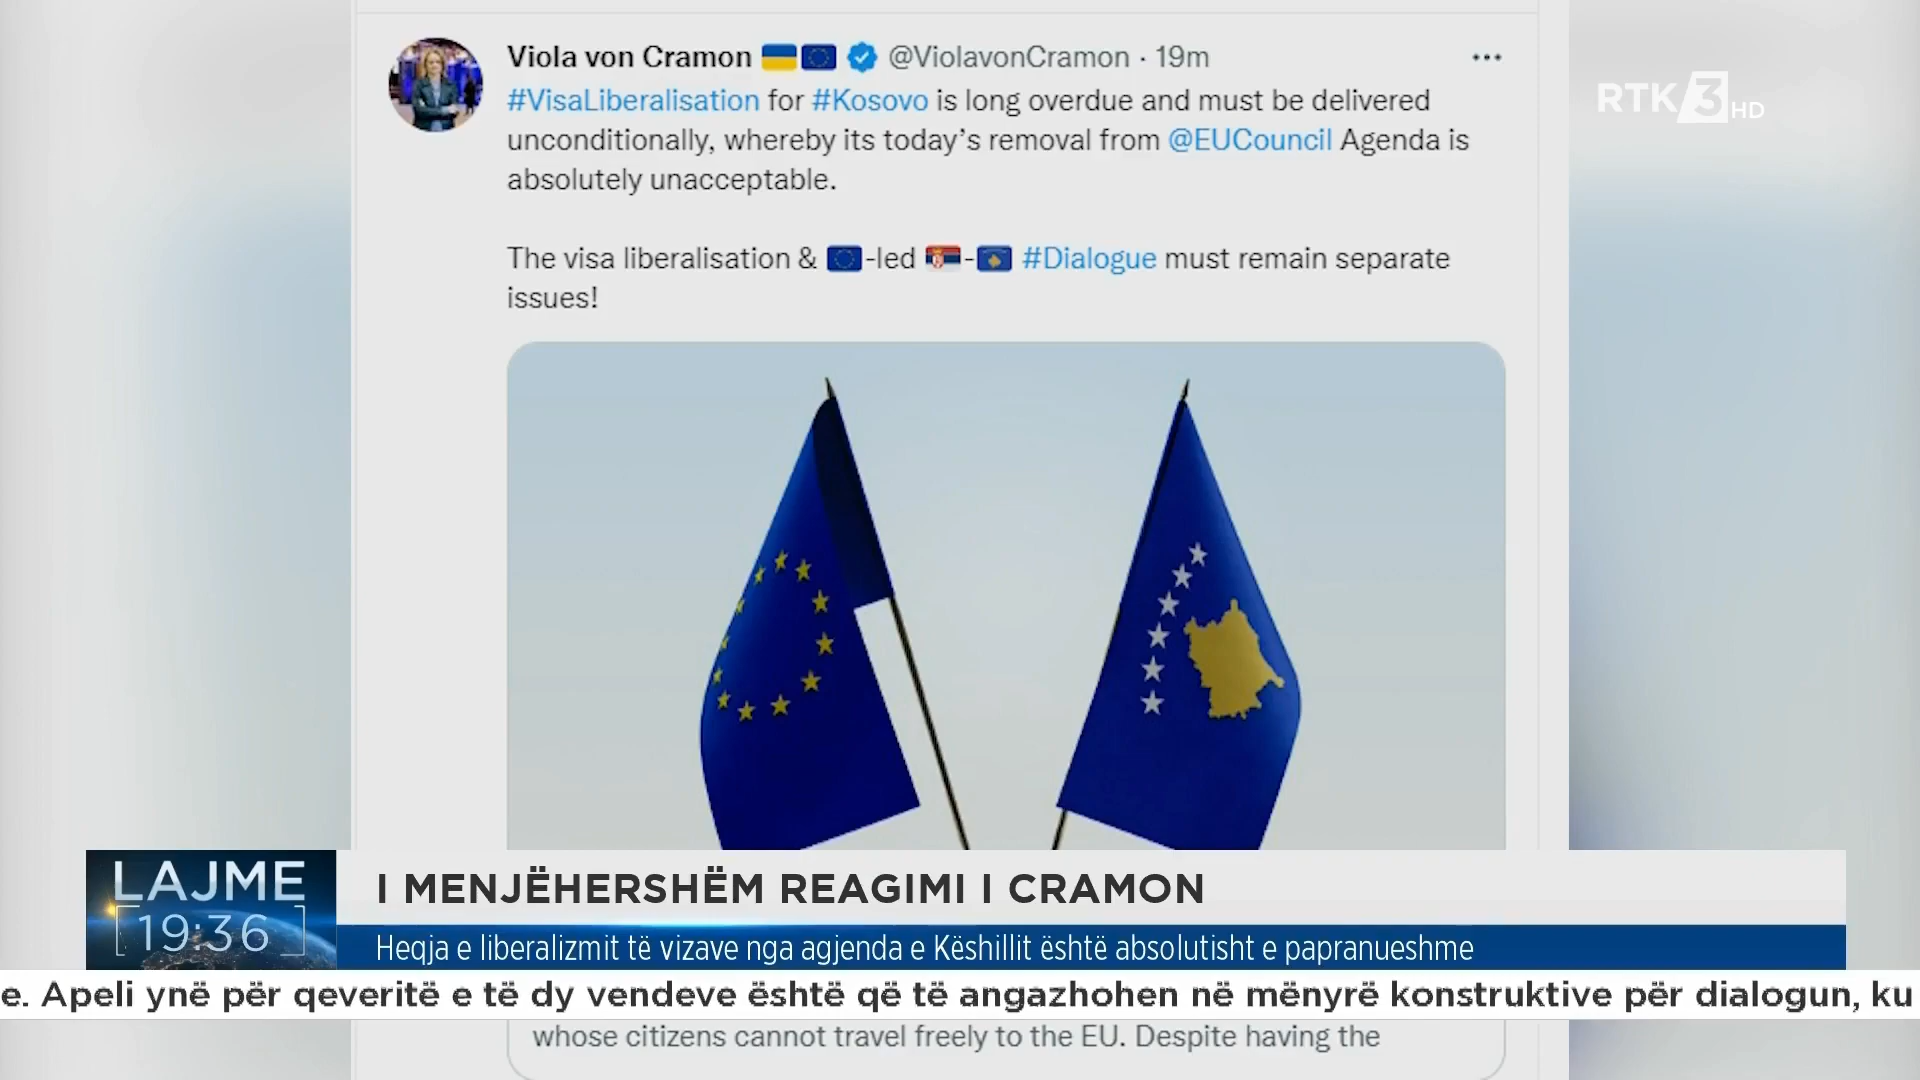 Viola von Cramon @ViolavonCramon · 19m
#VisaLiberalisation for #Kosovo is long overdue and must be delivered
unconditionally, whereby its today’s removal from @EUCouncil Agenda is
absolutely unacceptable.
The visa liberalisation & -led - #Dialogue must remain separate
issues!
RTK 3 HD
LAJME
19:36
I MENJËHERSHËM REAGIMI I CRAMON
Heqja e liberalizmit të vizave nga agjenda e Këshillit është absolutisht e papranueshme
e. Apeli ynë për qeveritë e të dy vendeve është që të angazhohen në mënyrë konstruktive për dialogun, ku
whose citizens cannot travel freely to the EU. Despite having the